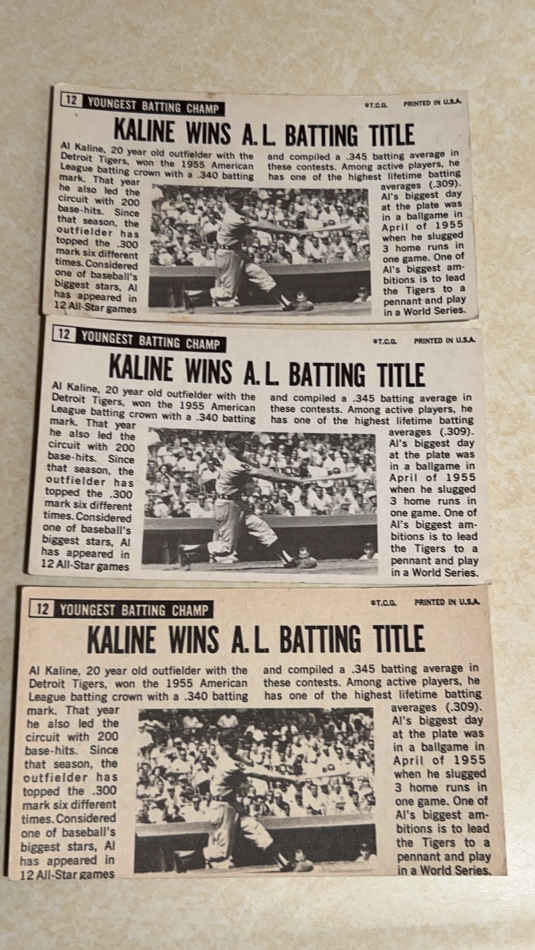 12 YOUNGEST BATTING CHAMP ©T.C.G. PRINTED IN U.S.A.
KALINE WINS A.L. BATTING TITLE
Al Kaline, 20 year old outfielder with the
Detroit Tigers, won the 1955 American
League batting crown with a .340 batting
mark. That year
he also led the
circuit with 200
base-hits. Since
that season, the
outfielder has
topped the .300
mark six different
times. Considered
one of baseball's
biggest stars, Al
has appeared in
12 All-Star games
and compiled a .345 batting average in
these contests. Among active players, he
has one of the highest lifetime batting
averages (.309).
Al's biggest day
at the plate was
in a ballgame in
April of 1955
when he slugged
3 home runs in
one game. One of
Al's biggest am-
bitions is to lead
the Tigers to a
pennant and play
in a World Series.
12 YOUNGEST BATTING CHAMP ©T.C.G. PRINTED IN U.S.A.
KALINE WINS A.L. BATTING TITLE
Al Kaline, 20 year old outfielder with the
Detroit Tigers, won the 1955 American
League batting crown with a .340 batting
mark. That year
he also led the
circuit with 200
base-hits. Since
that season, the
outfielder has
topped the .300
mark six different
times. Considered
one of baseball's
biggest stars, Al
has appeared in
12 All-Star games
and compiled a .345 batting average in
these contests. Among active players, he
has one of the highest lifetime batting
averages (.309).
Al's biggest day
at the plate was
in a ballgame in
April of 1955
when he slugged
3 home runs in
one game. One of
Al's biggest am-
bitions is to lead
the Tigers to a
pennant and play
in a World Series.
12 YOUNGEST BATTING CHAMP ©T.C.G. PRINTED IN U.S.A.
KALINE WINS A.L. BATTING TITLE
Al Kaline, 20 year old outfielder with the
Detroit Tigers, won the 1955 American
League batting crown with a .340 batting
mark. That year
he also led the
circuit with 200
base-hits. Since
that season, the
outfielder has
topped the .300
mark six different
times. Considered
one of baseball's
biggest stars, Al
has appeared in
12 All-Star games
and compiled a .345 batting average in
these contests. Among active players, he
has one of the highest lifetime batting
averages (.309).
Al's biggest day
at the plate was
in a ballgame in
April of 1955
when he slugged
3 home runs in
one game. One of
Al's biggest am-
bitions is to lead
the Tigers to a
pennant and play
in a World Series.